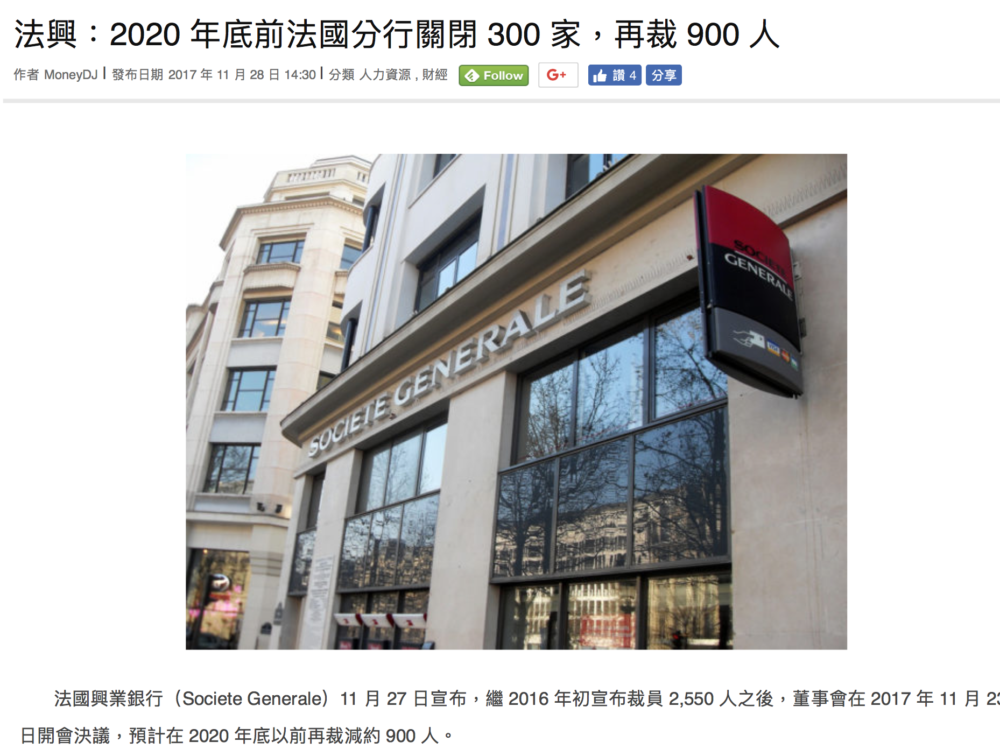 法興：2020 年底前法國分行關閉 300 家，再裁 900 人
作者 MoneyDJ | 發布日期 2017 年 11 月 28 日 14:30 | 分類 人力資源 , 財經 Follow G+ 讚 4 分享
SOCIETE
GENERALE
SOCIETE GENERALE
VISA
法國興業銀行（Societe Generale）11 月 27 日宣布，繼 2016 年初宣布裁員 2,550 人之後，董事會在 2017 年 11 月 23
日開會決議，預計在 2020 年底以前再裁減約 900 人。